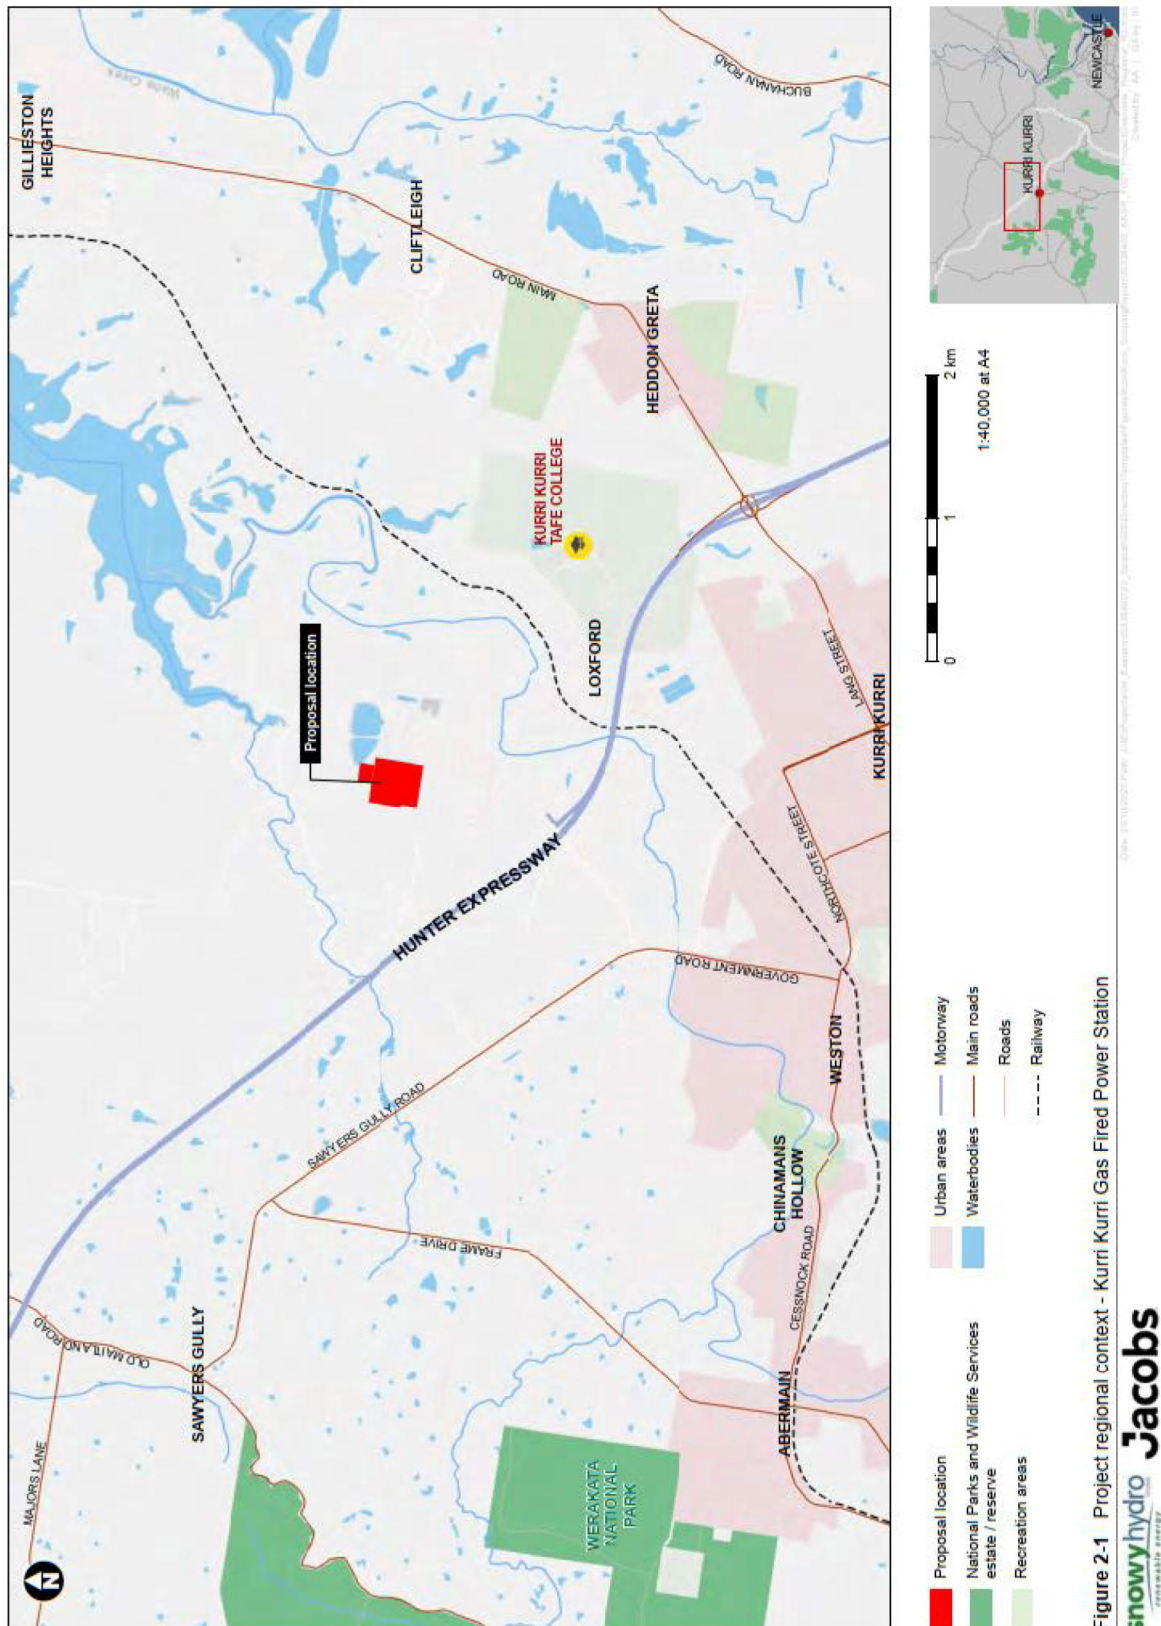 GILLIESTON
HEIGHTS
BUCHANAN ROAD
CLIFTLEIGH
MAIN ROAD
HEDDON GRETA
KURRI KURRI
TAFE COLLEGE
Proposal location
LOXFORD
LANG STREET
KURRI KURRI
NORTHCOTE STREET
HUNTER EXPRESSWAY
GOVERNMENT ROAD
WESTON
SAWYERS GULLY ROAD
CHINAMANS
HOLLOW
FRAME DRIVE
CESSNOCK ROAD
OLD MAITLAND ROAD
SAWYERS GULLY
ABERMAIN
MAJORS LANE
WERAKATA
NATIONAL
PARK
N
Proposal location
National Parks and Wildlife Services
estate / reserve
Recreation areas
Urban areas
Waterbodies
Motorway
Main roads
Roads
Railway
0 1 2 km
1:40,000 at A4
KURRI KURRI
NEWCASTLE
Figure 2-1 Project regional context - Kurri Kurri Gas Fired Power Station
snowyhydro
renewable energy
Jacobs